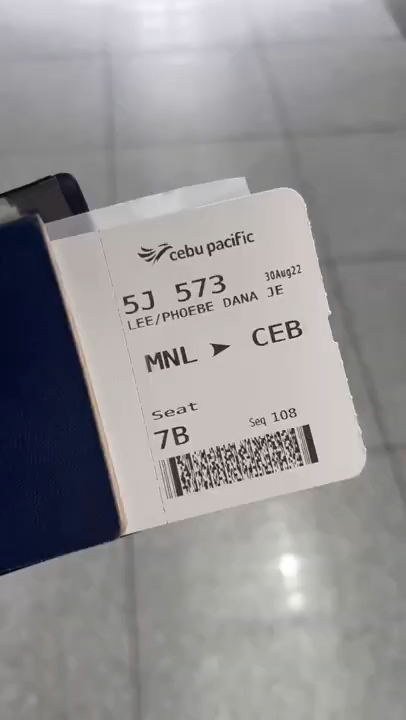 cebu pacific
5J 573 30Aug22
LEE/PHOEBE DANA JE
MNL ➤ CEB
Seat
7B Seq 108